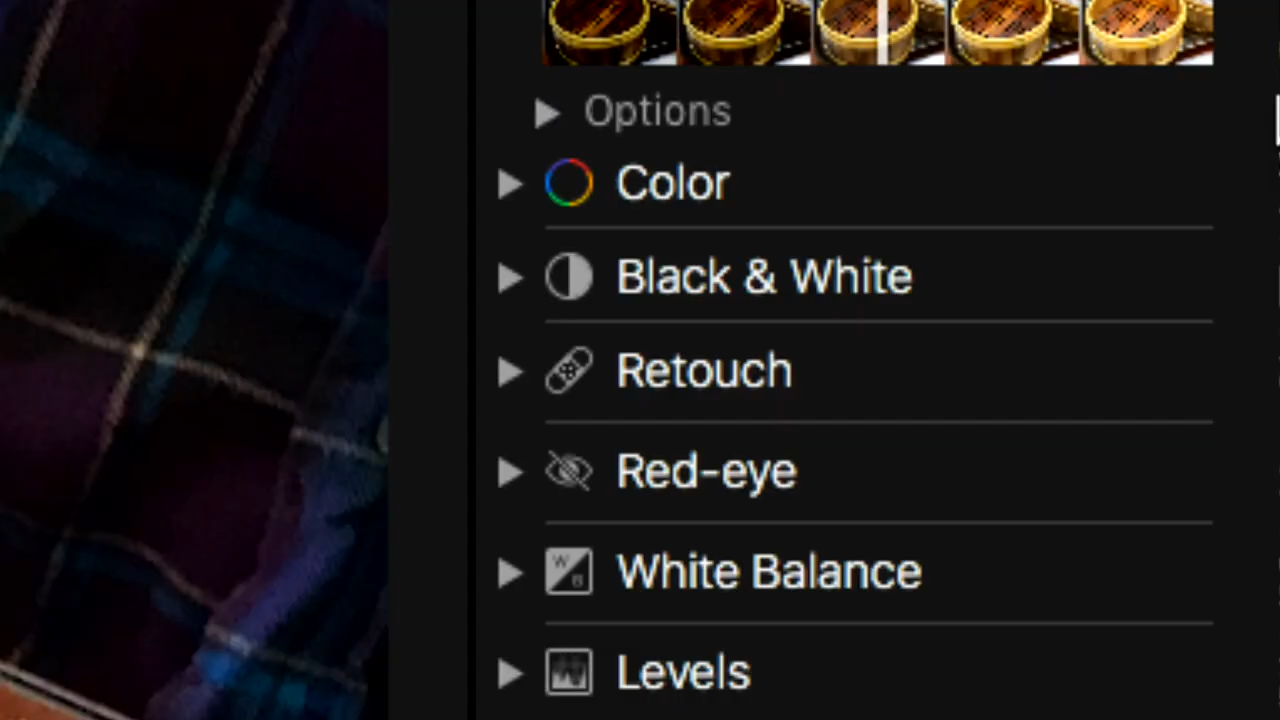 Options
Color
Black & White
Retouch
Red-eye
White Balance
Levels